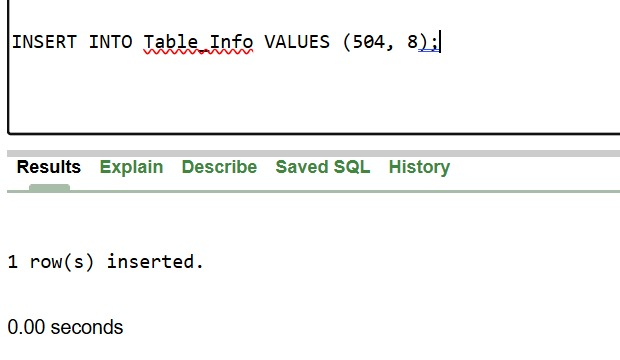 INSERT INTO Table_Info VALUES (504, 8);
Results Explain Describe Saved SQL History
1 row(s) inserted.
0.00 seconds